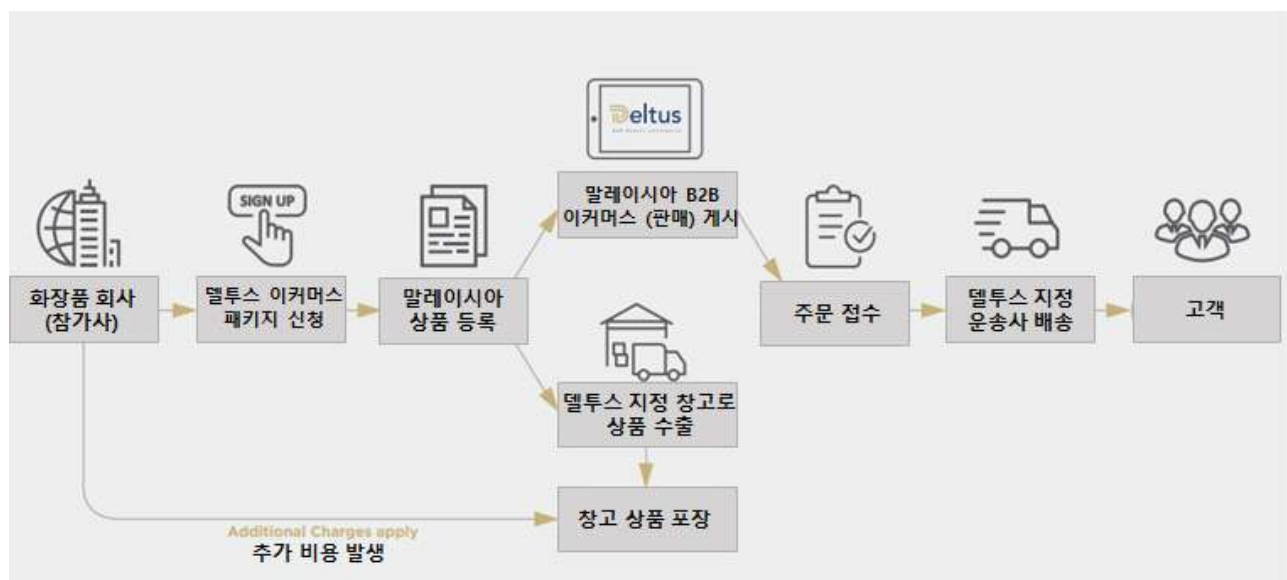 Deltus
말레이시아 B2B
이커머스 (판매) 게시
SIGN UP
화장품 회사
(참가사)
델투스 이커머스
패키지 신청
말레이시아
상품 등록
주문 접수
델투스 지정
운송사 배송
고객
델투스 지정 창고로
상품 수출
창고 상품 포장
Additional Charges apply
추가 비용 발생